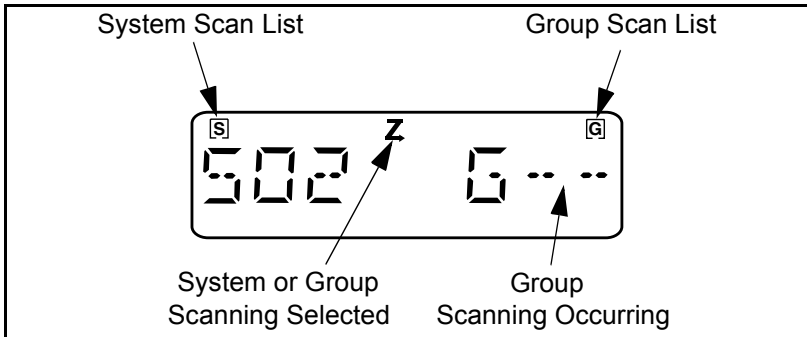 System Scan List Group Scan List
S Z G
S02 G--
System or Group Group
Scanning Selected Scanning Occurring